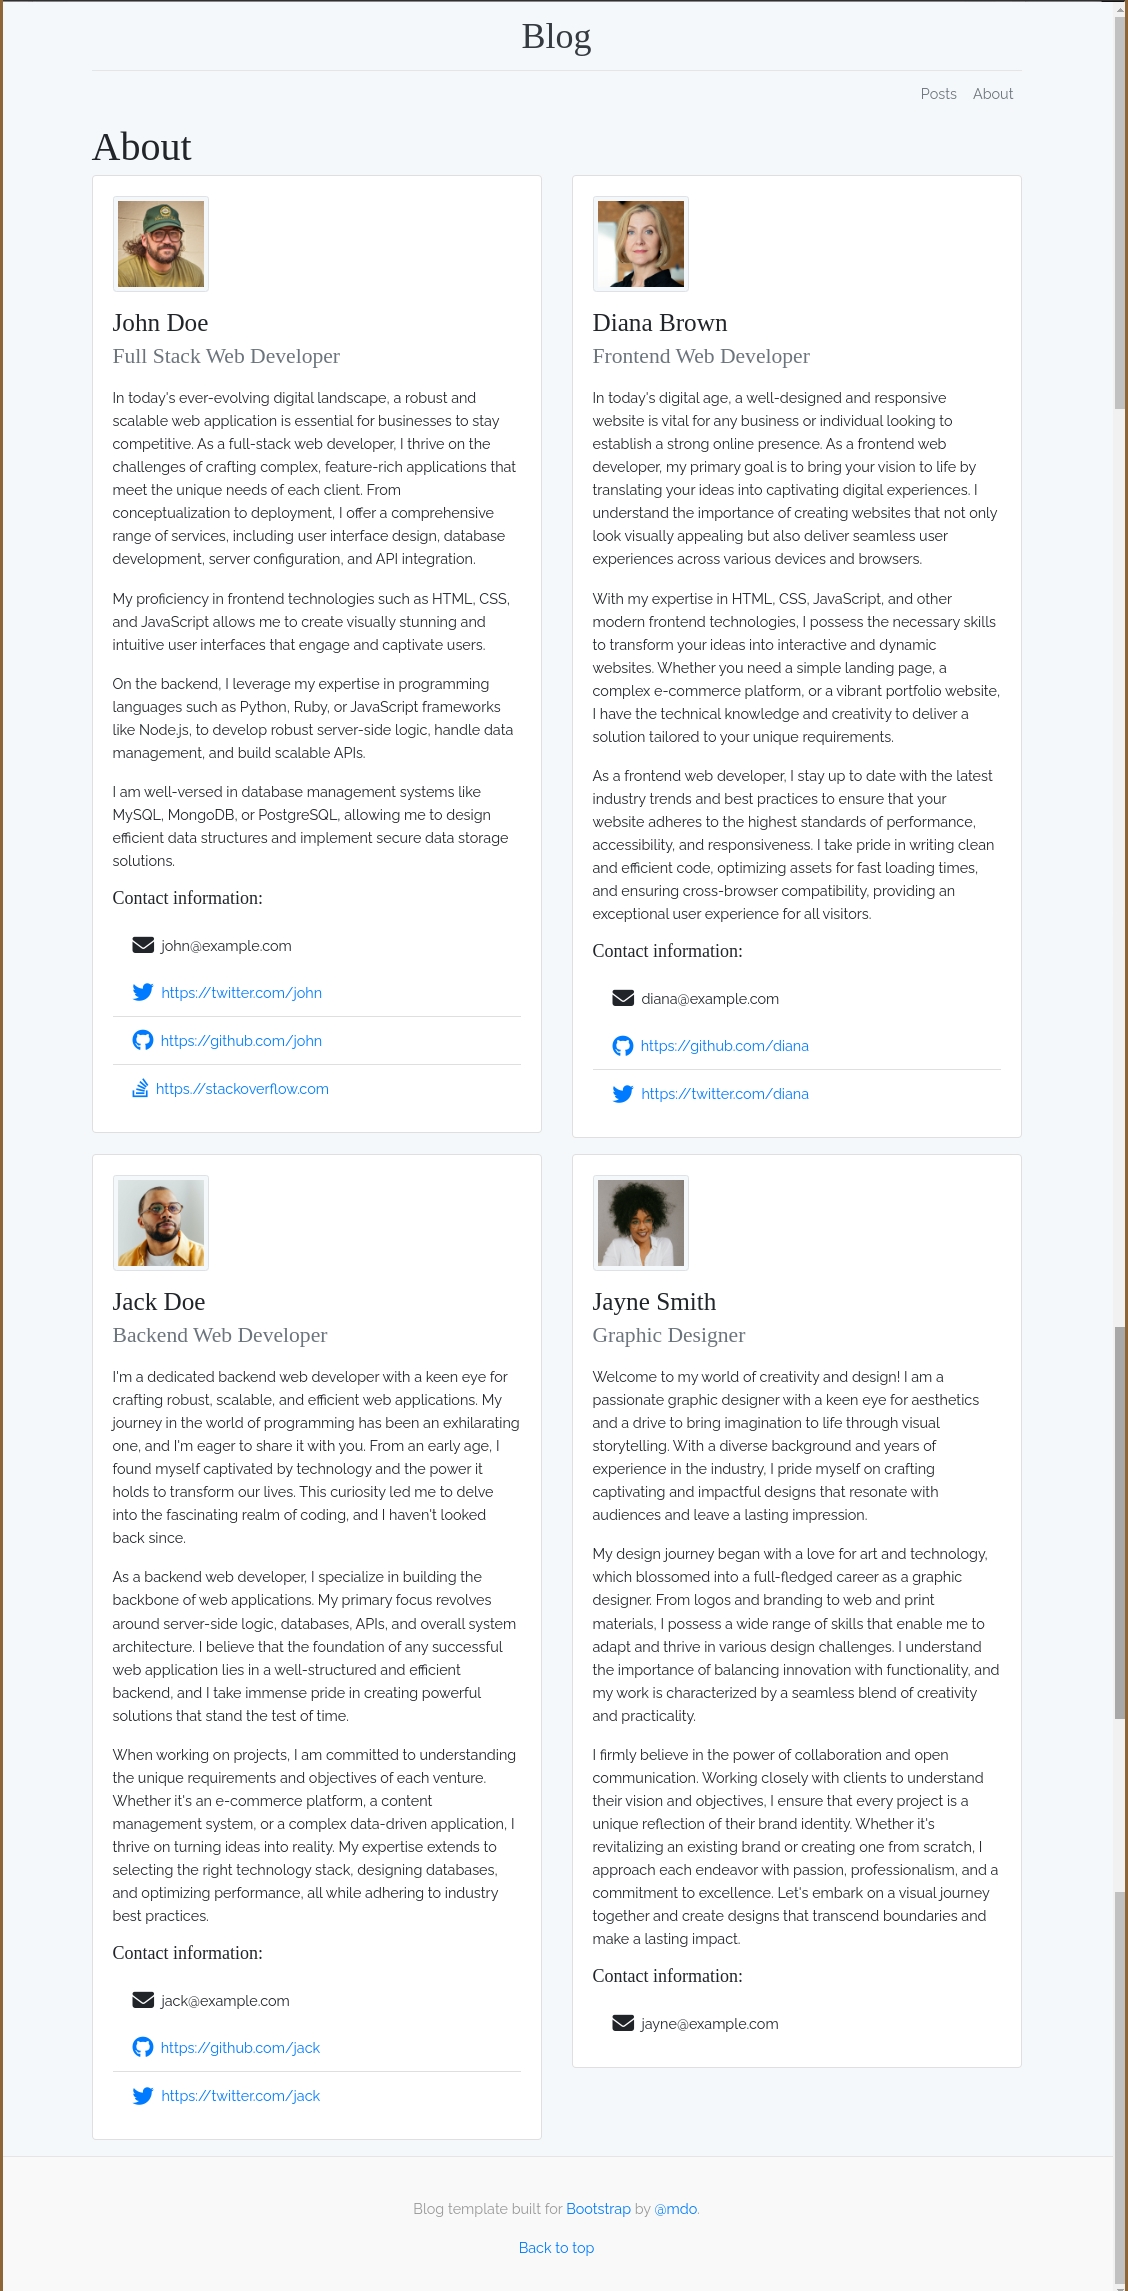 Blog
Posts About
About
John Doe
Full Stack Web Developer
In today's ever-evolving digital landscape, a robust and
scalable web application is essential for businesses to stay
competitive. As a full-stack web developer, I thrive on the
challenges of crafting complex, feature-rich applications that
meet the unique needs of each client. From
conceptualization to deployment, I offer a comprehensive
range of services, including user interface design, database
development, server configuration, and API integration.
My proficiency in frontend technologies such as HTML, CSS,
and JavaScript allows me to create visually stunning and
intuitive user interfaces that engage and captivate users.
On the backend, I leverage my expertise in programming
languages such as Python, Ruby, or JavaScript frameworks
like Node.js, to develop robust server-side logic, handle data
management, and build scalable APIs.
I am well-versed in database management systems like
MySQL, MongoDB, or PostgreSQL, allowing me to design
efficient data structures and implement secure data storage
solutions.
Contact information:
john@example.com
https://twitter.com/john
https://github.com/john
https.//stackoverflow.com
Diana Brown
Frontend Web Developer
In today's digital age, a well-designed and responsive
website is vital for any business or individual looking to
establish a strong online presence. As a frontend web
developer, my primary goal is to bring your vision to life by
translating your ideas into captivating digital experiences. I
understand the importance of creating websites that not only
look visually appealing but also deliver seamless user
experiences across various devices and browsers.
With my expertise in HTML, CSS, JavaScript, and other
modern frontend technologies, I possess the necessary skills
to transform your ideas into interactive and dynamic
websites. Whether you need a simple landing page, a
complex e-commerce platform, or a vibrant portfolio website,
I have the technical knowledge and creativity to deliver a
solution tailored to your unique requirements.
As a frontend web developer, I stay up to date with the latest
industry trends and best practices to ensure that your
website adheres to the highest standards of performance,
accessibility, and responsiveness. I take pride in writing clean
and efficient code, optimizing assets for fast loading times,
and ensuring cross-browser compatibility, providing an
exceptional user experience for all visitors.
Contact information:
diana@example.com
https://github.com/diana
https://twitter.com/diana
Jack Doe
Backend Web Developer
I'm a dedicated backend web developer with a keen eye for
crafting robust, scalable, and efficient web applications. My
journey in the world of programming has been an exhilarating
one, and I'm eager to share it with you. From an early age, I
found myself captivated by technology and the power it
holds to transform our lives. This curiosity led me to delve
into the fascinating realm of coding, and I haven't looked
back since.
As a backend web developer, I specialize in building the
backbone of web applications. My primary focus revolves
around server-side logic, databases, APIs, and overall system
architecture. I believe that the foundation of any successful
web application lies in a well-structured and efficient
backend, and I take immense pride in creating powerful
solutions that stand the test of time.
When working on projects, I am committed to understanding
the unique requirements and objectives of each venture.
Whether it's an e-commerce platform, a content
management system, or a complex data-driven application, I
thrive on turning ideas into reality. My expertise extends to
selecting the right technology stack, designing databases,
and optimizing performance, all while adhering to industry
best practices.
Contact information:
jack@example.com
https://github.com/jack
https://twitter.com/jack
Jayne Smith
Graphic Designer
Welcome to my world of creativity and design! I am a
passionate graphic designer with a keen eye for aesthetics
and a drive to bring imagination to life through visual
storytelling. With a diverse background and years of
experience in the industry, I pride myself on crafting
captivating and impactful designs that resonate with
audiences and leave a lasting impression.
My design journey began with a love for art and technology,
which blossomed into a full-fledged career as a graphic
designer. From logos and branding to web and print
materials, I possess a wide range of skills that enable me to
adapt and thrive in various design challenges. I understand
the importance of balancing innovation with functionality, and
my work is characterized by a seamless blend of creativity
and practicality.
I firmly believe in the power of collaboration and open
communication. Working closely with clients to understand
their vision and objectives, I ensure that every project is a
unique reflection of their brand identity. Whether it's
revitalizing an existing brand or creating one from scratch, I
approach each endeavor with passion, professionalism, and a
commitment to excellence. Let's embark on a visual journey
together and create designs that transcend boundaries and
make a lasting impact.
Contact information:
jayne@example.com
Blog template built for Bootstrap by @mdo.
Back to top